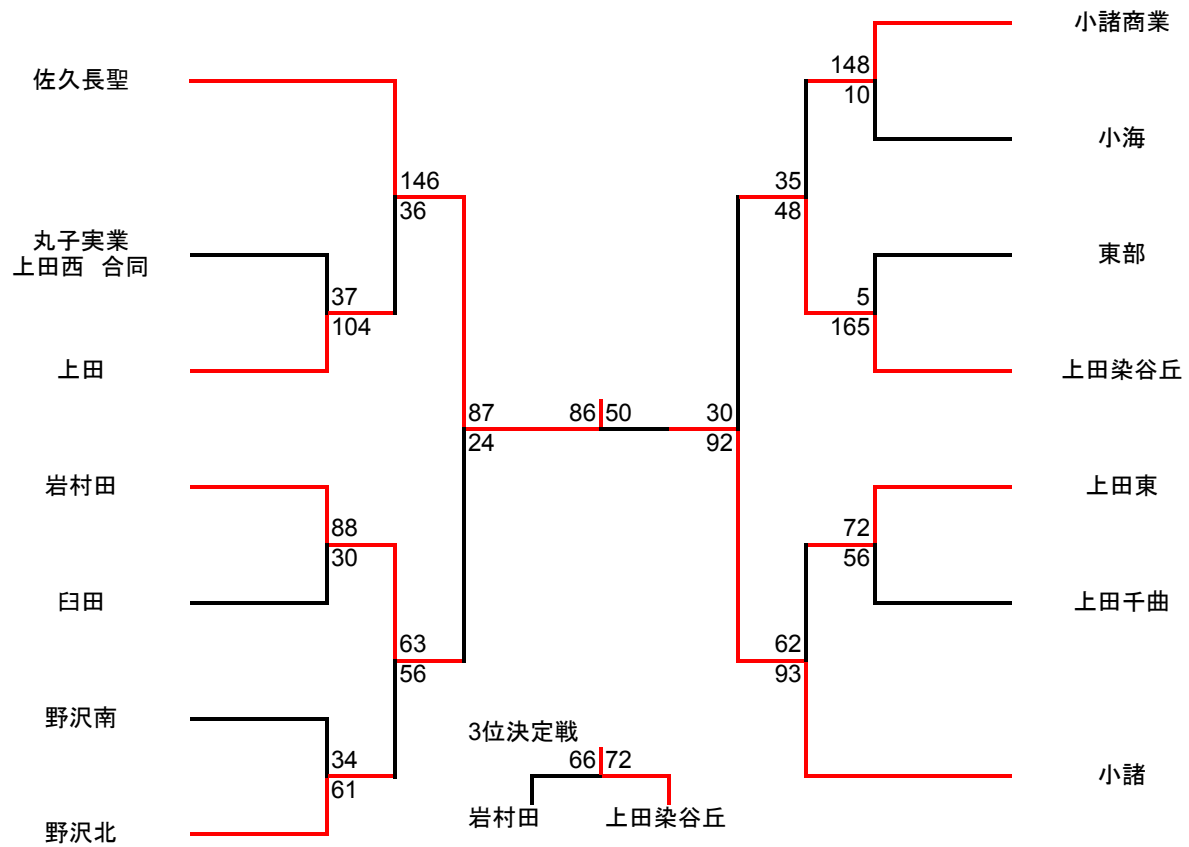 小諸商業
148
佐久長聖
10
小海
146
35
36
48
丸子実業
上田西 合同
東部
37
5
104
165
上田
上田染谷丘
87
86 50
30
24
92
岩村田
上田東
88
72
30
56
臼田
上田千曲
63
62
56
93
野沢南
3位決定戦
34
66 72
小諸
61
岩村田
上田染谷丘
野沢北